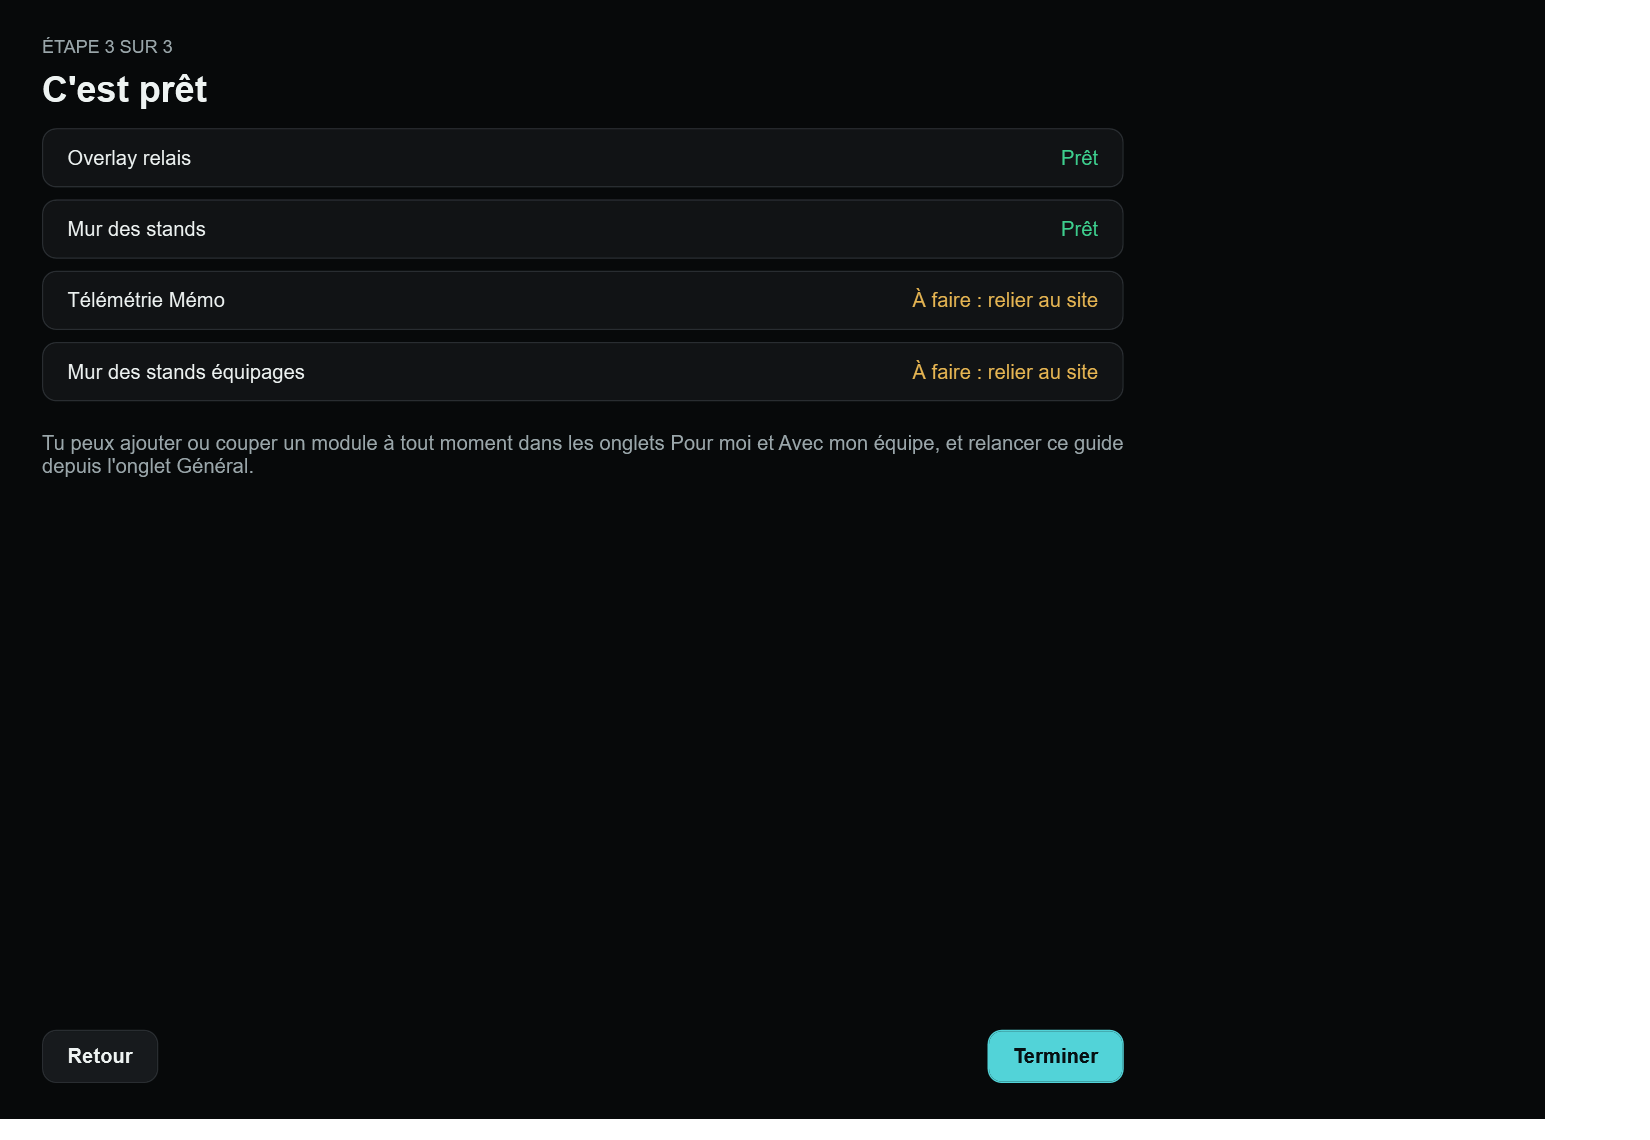 ÉTAPE 3 SUR 3
C'est prêt
Overlay relais Prêt
Mur des stands Prêt
Télémétrie Mémo À faire : relier au site
Mur des stands équipages À faire : relier au site
Tu peux ajouter ou couper un module à tout moment dans les onglets Pour moi et Avec mon équipe, et relancer ce guide
depuis l'onglet Général.
Retour Terminer